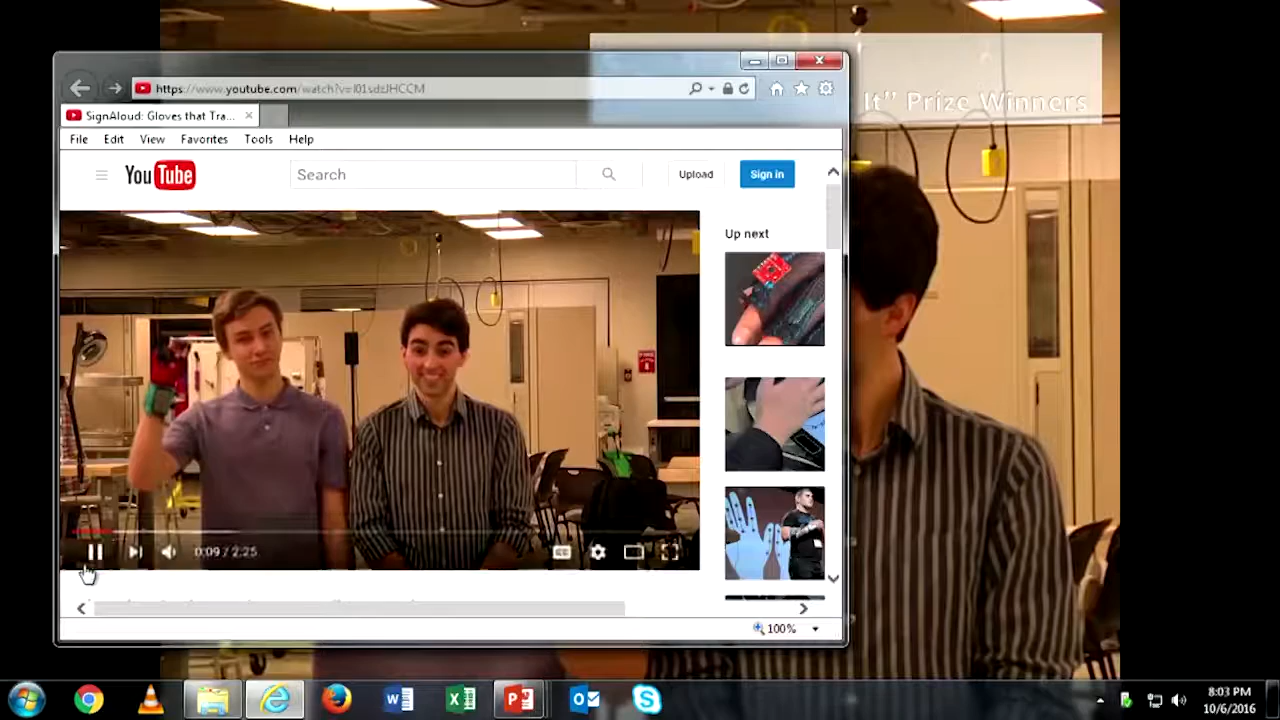 It” Prize Winners
https://www.youtube.com/watch?v=l01sdzJHCCM
SignAloud: Gloves that Tra...
File Edit View Favorites Tools Help
YouTube
Search
Upload
Sign in
Up next
0:09 / 2:25
CC
100%
8:03 PM
10/6/2016